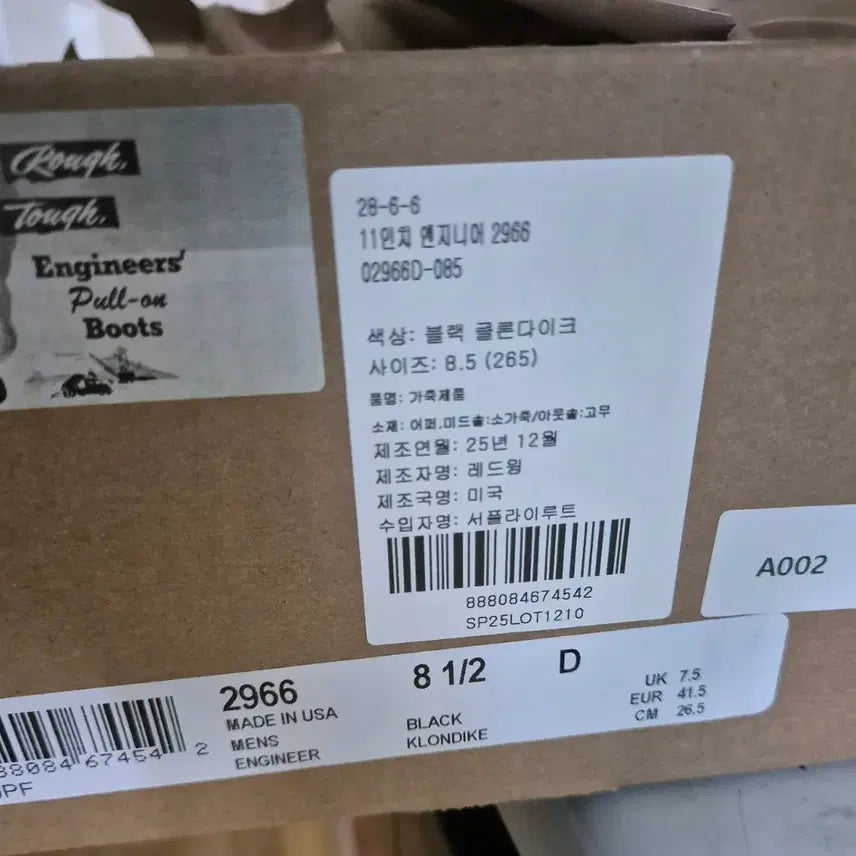 Rough,
Tough,
Engineers'
Pull-on
Boots
28-6-6
11인치 엔지니어 2966
02966D-085
색상: 블랙 클론다이크
사이즈: 8.5 (265)
품명: 가죽제품
소재: 어퍼,미드솔:소가죽/아웃솔:고무
제조연월: 25년 12월
제조자명: 레드윙
제조국명: 미국
수입자명: 서플라이루트
888084674542
SP25LOT1210
A002
2966
8 1/2
D
MADE IN USA
MENS
ENGINEER
BLACK
KLONDIKE
UK 7.5
EUR 41.5
CM 26.5
88084 67454 2